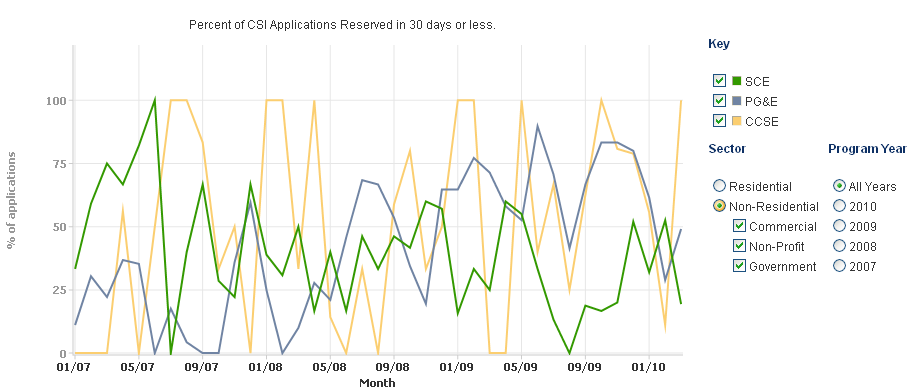 Percent of CSI Applications Reserved in 30 days or less.
Key
SCE
PG&E
CCSE
Sector
Program Year
Residential
All Years
Non-Residential
2010
Commercial
2009
Non-Profit
2008
Government
2007
% of applications
100
75
50
25
0
01/07 05/07 09/07 01/08 05/08 09/08 01/09 05/09 09/09 01/10
Month